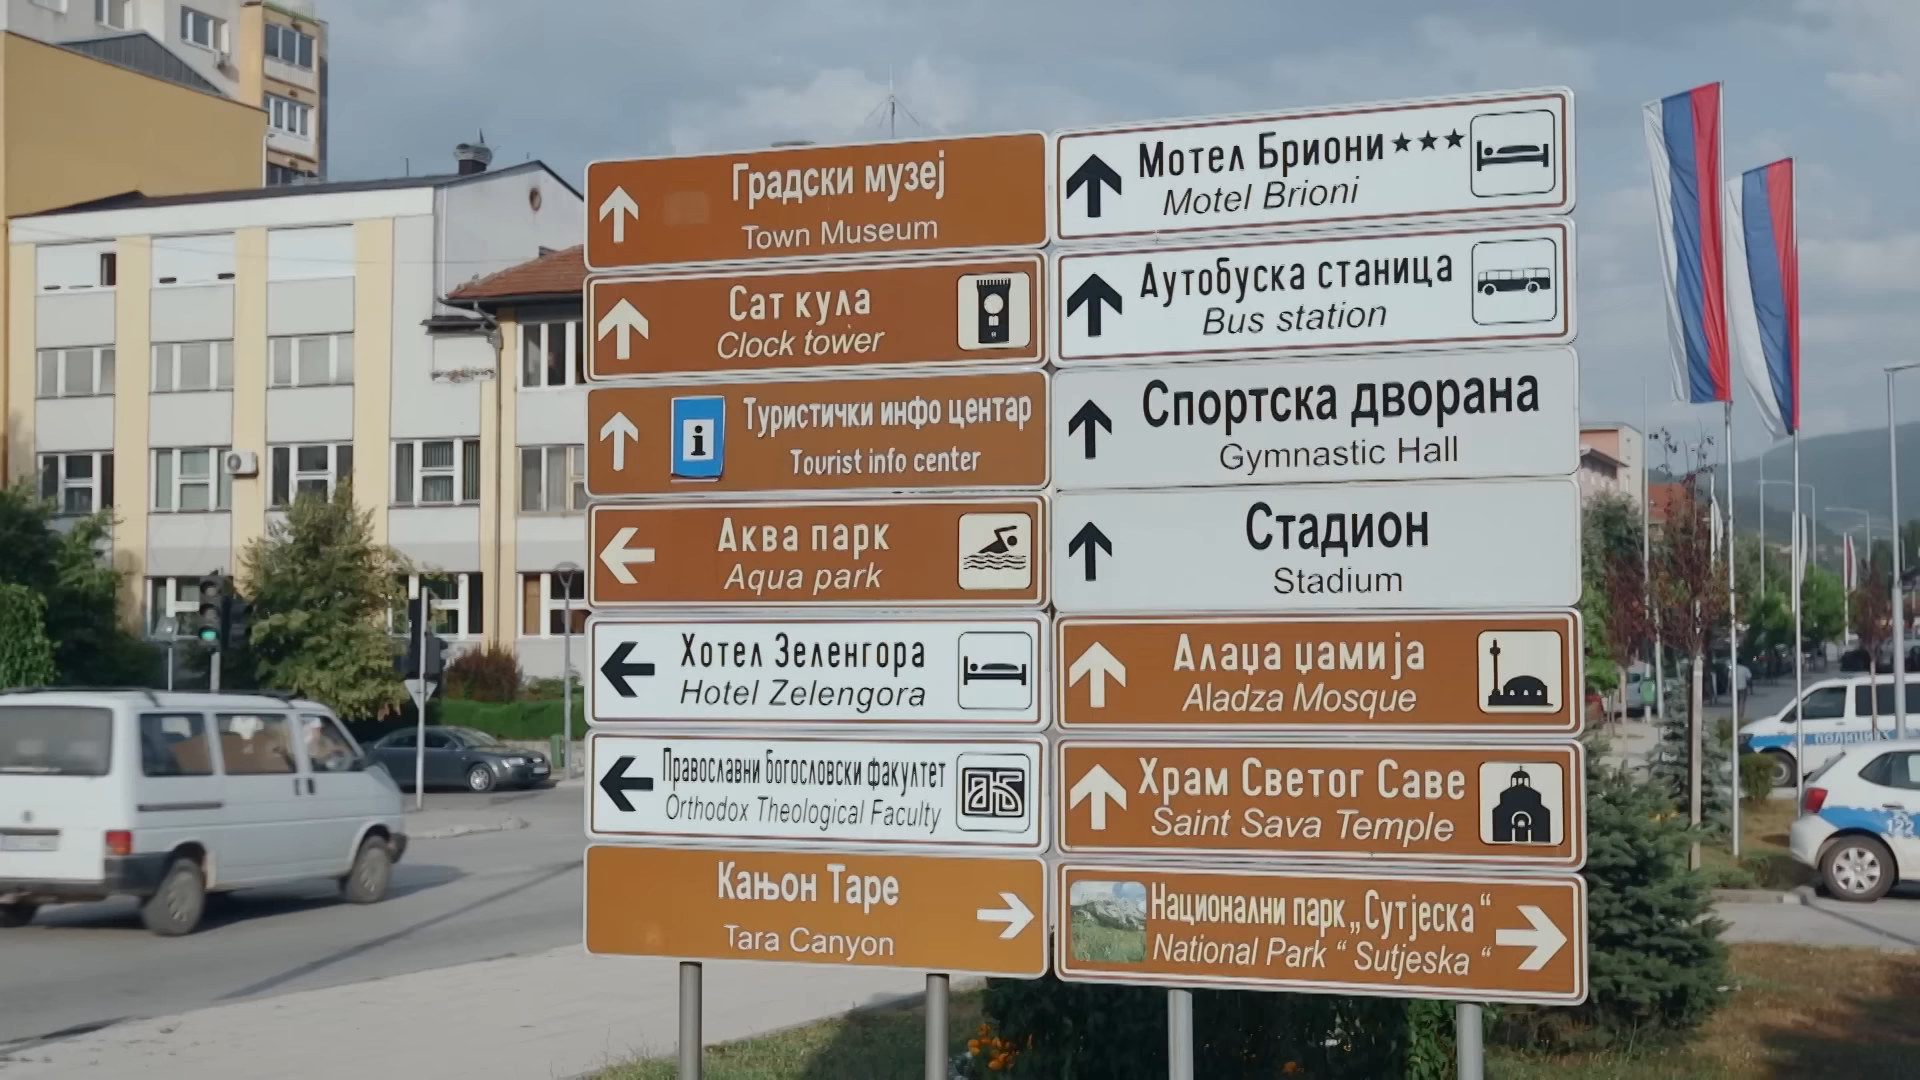 Градски музеј
Town Museum
Сат кула
Clock tower
i
Туристички инфо центар
Tourist info center
Аква парк
Aqua park
Хотел Зеленгора
Hotel Zelengora
Православни богословски факултет
Orthodox Theological Faculty
Кањон Таре
Tara Canyon
Мотел Бриони ★★★
Motel Brioni
Аутобуска станица
Bus station
Спортска дворана
Gymnastic Hall
Стадион
Stadium
Алаџа џамија
Aladza Mosque
Храм Светог Саве
Saint Sava Temple
Национални парк „Сутјеска“
National Park “ Sutjeska “
122